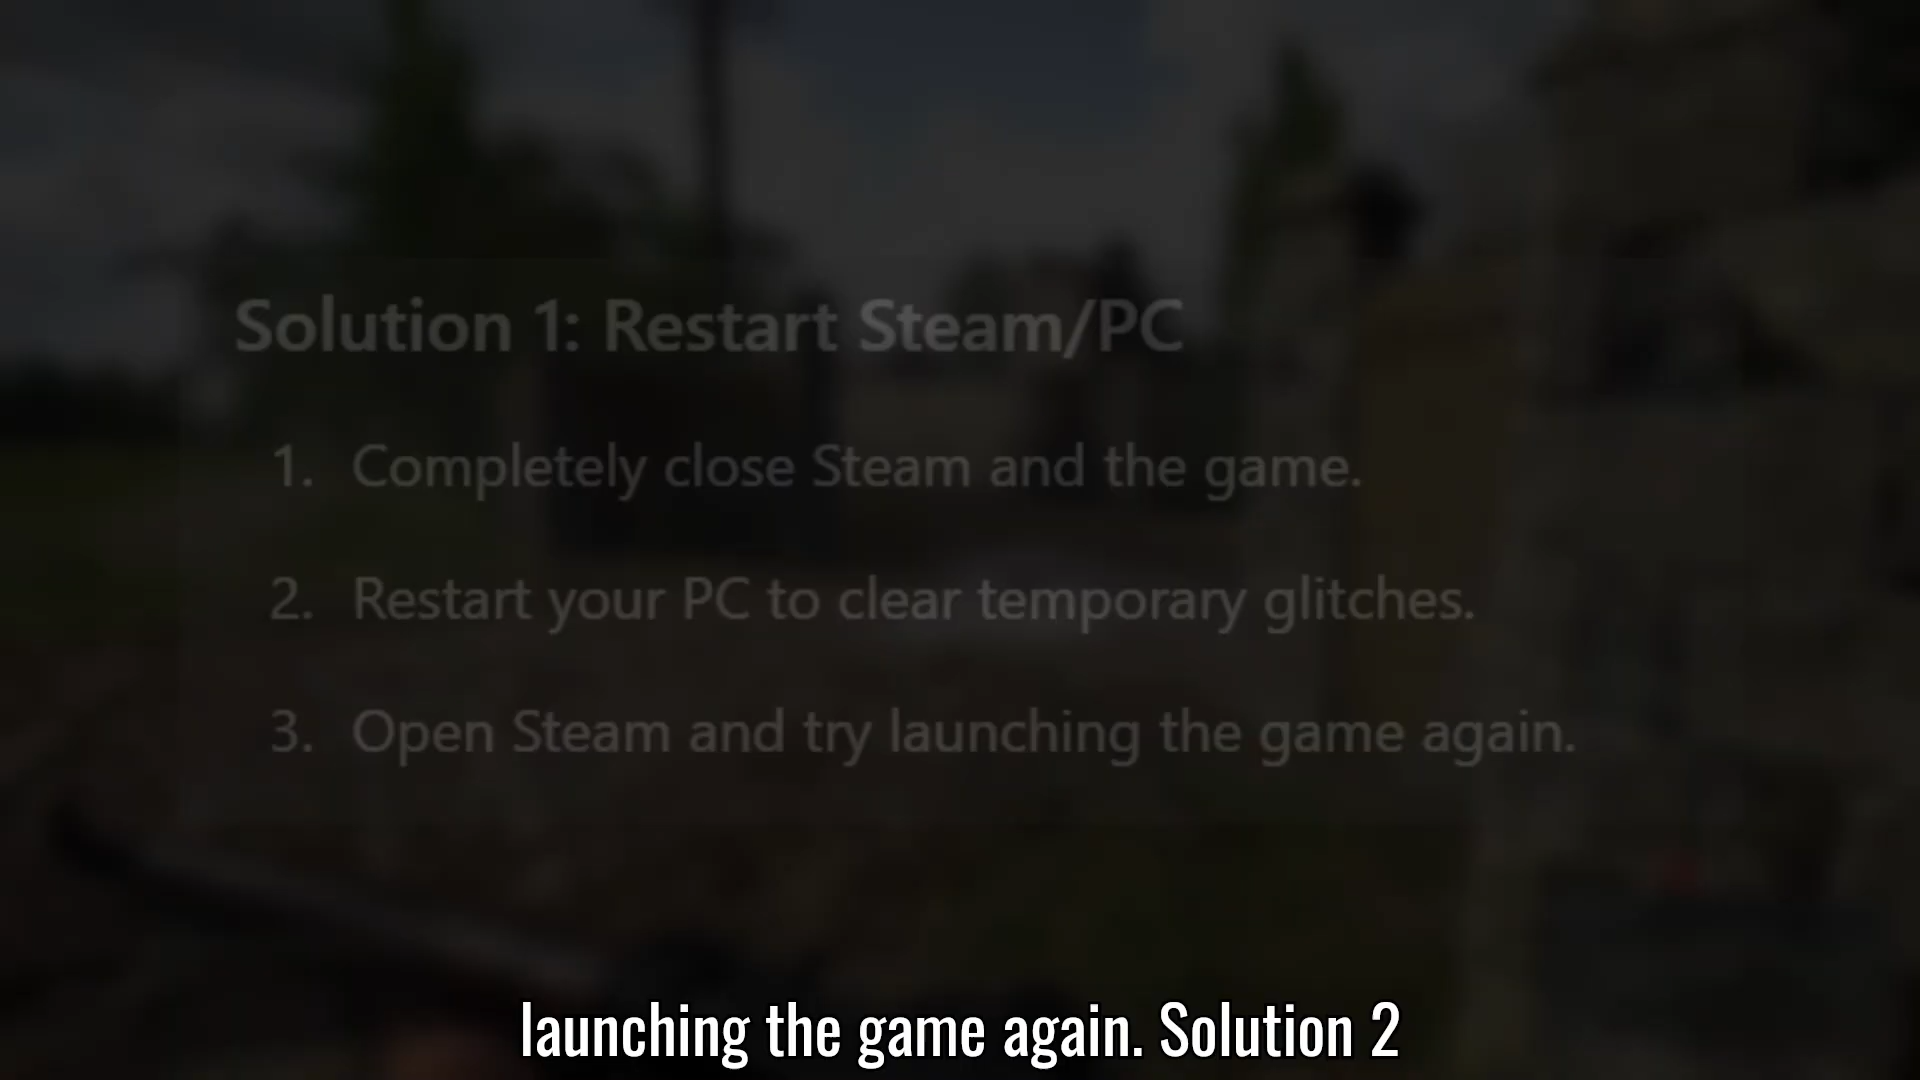 Solution 1: Restart Steam/PC
1. Completely close Steam and the game.
2. Restart your PC to clear temporary glitches.
3. Open Steam and try launching the game again.
launching the game again. Solution 2